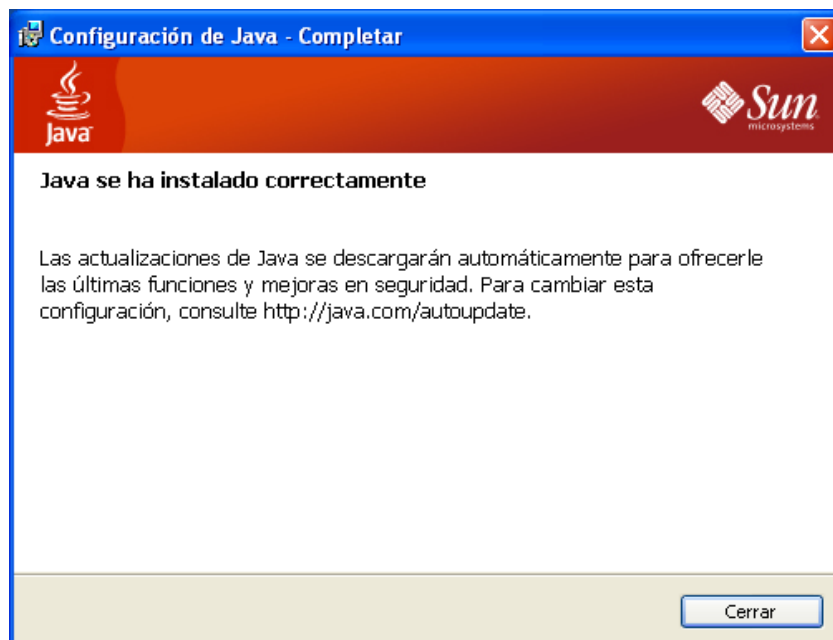 Configuración de Java - Completar
Java
Sun
microsystems
Java se ha instalado correctamente
Las actualizaciones de Java se descargarán automáticamente para ofrecerle
las últimas funciones y mejoras en seguridad. Para cambiar esta
configuración, consulte http://java.com/autoupdate.
Cerrar